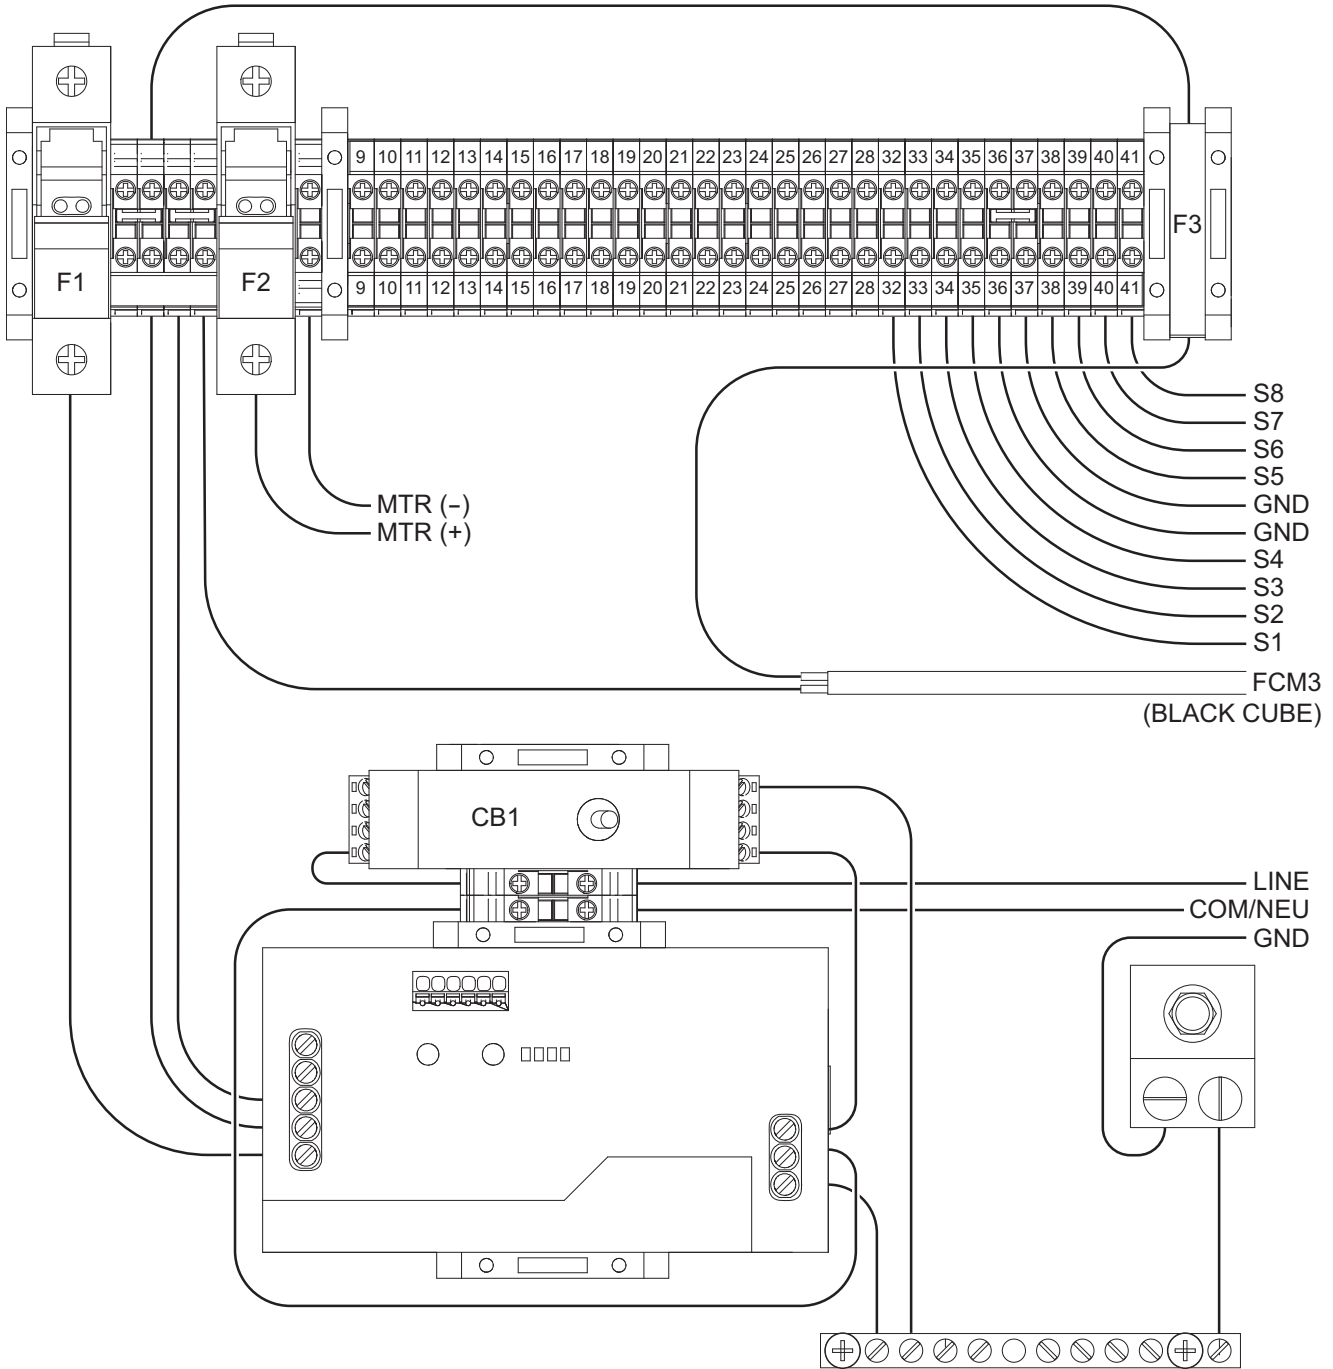 9 10 11 12 13 14 15 16 17 18 19 20 21 22 23 24 25 26 27 28 32 33 34 35 36 37 38 39 40 41
F3
F1
F2
9 10 11 12 13 14 15 16 17 18 19 20 21 22 23 24 25 26 27 28 32 33 34 35 36 37 38 39 40 41
S8
S7
S6
S5
MTR (–)
GND
MTR (+)
GND
S4
S3
S2
S1
FCM3
(BLACK CUBE)
CB1
LINE
COM/NEU
GND